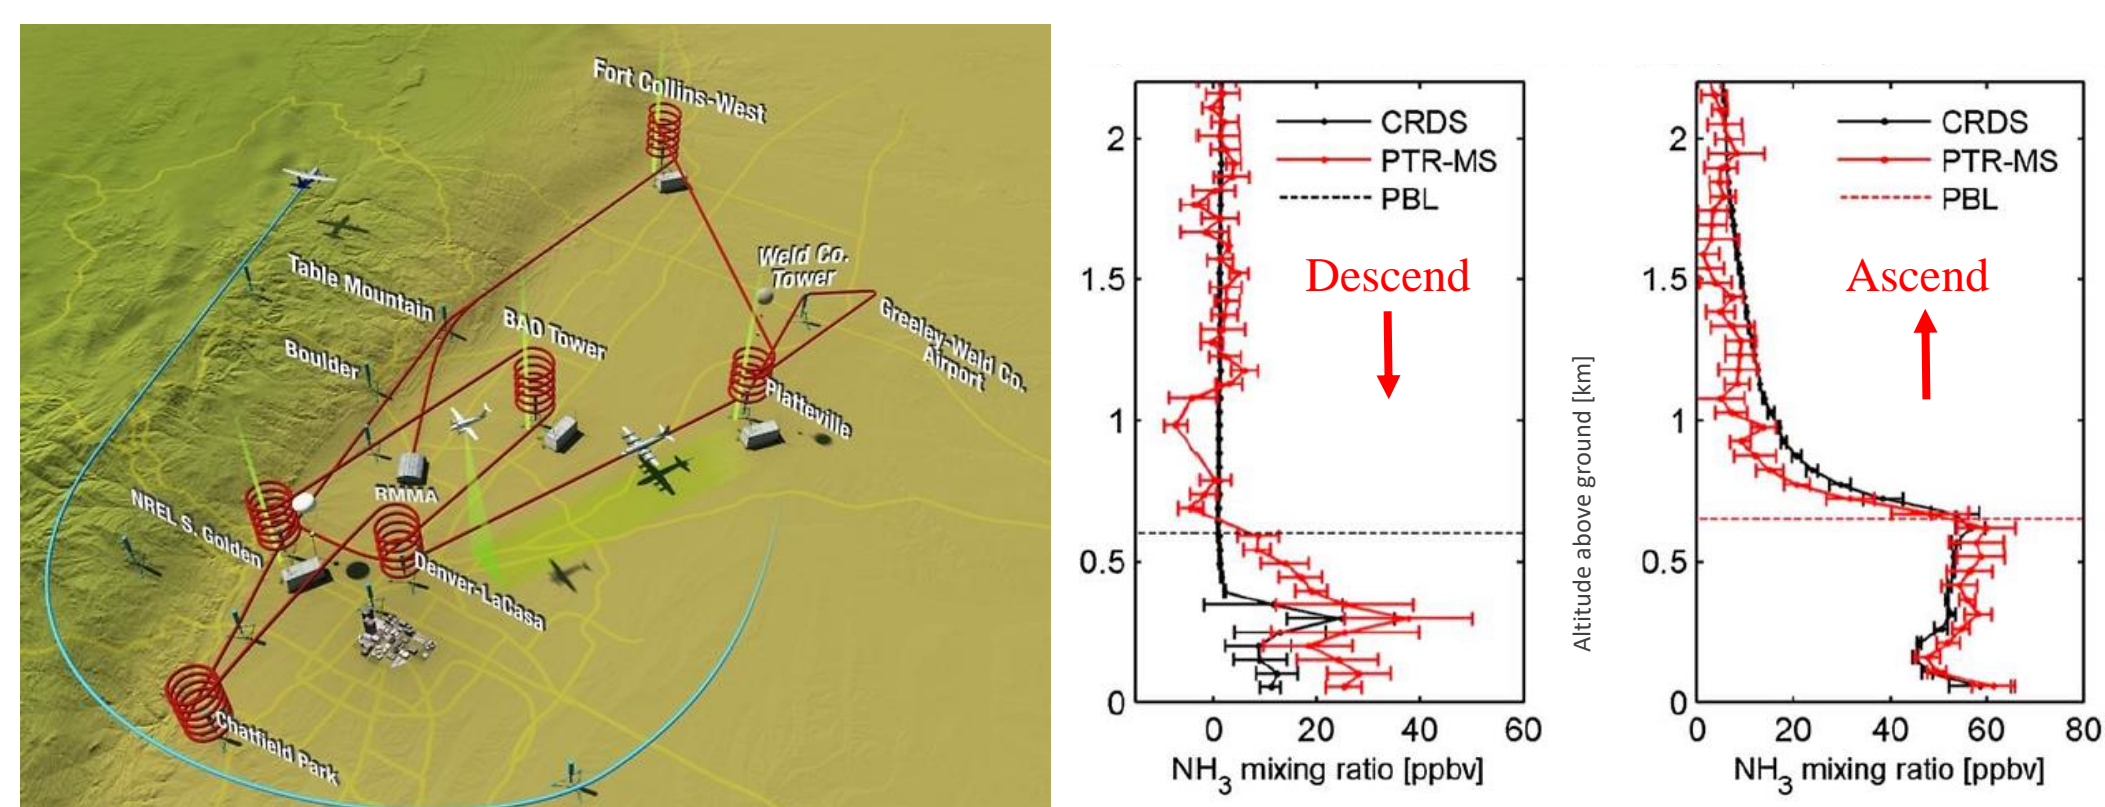 Fort Collins-West
Weld Co.
Tower
Table Mountain
BAO Tower
Greeley-Weld Co.
Airport
Boulder
Platteville
RMMA
NREL S. Golden
Denver-LaCasa
Chatfield Park
CRDS
PTR-MS
PBL
Descend
2
1.5
1
0.5
0
0 20 40 60
NH3 mixing ratio [ppbv]
Altitude above ground [km]
CRDS
PTR-MS
PBL
Ascend
2
1.5
1
0.5
0
0 20 40 60 80
NH3 mixing ratio [ppbv]